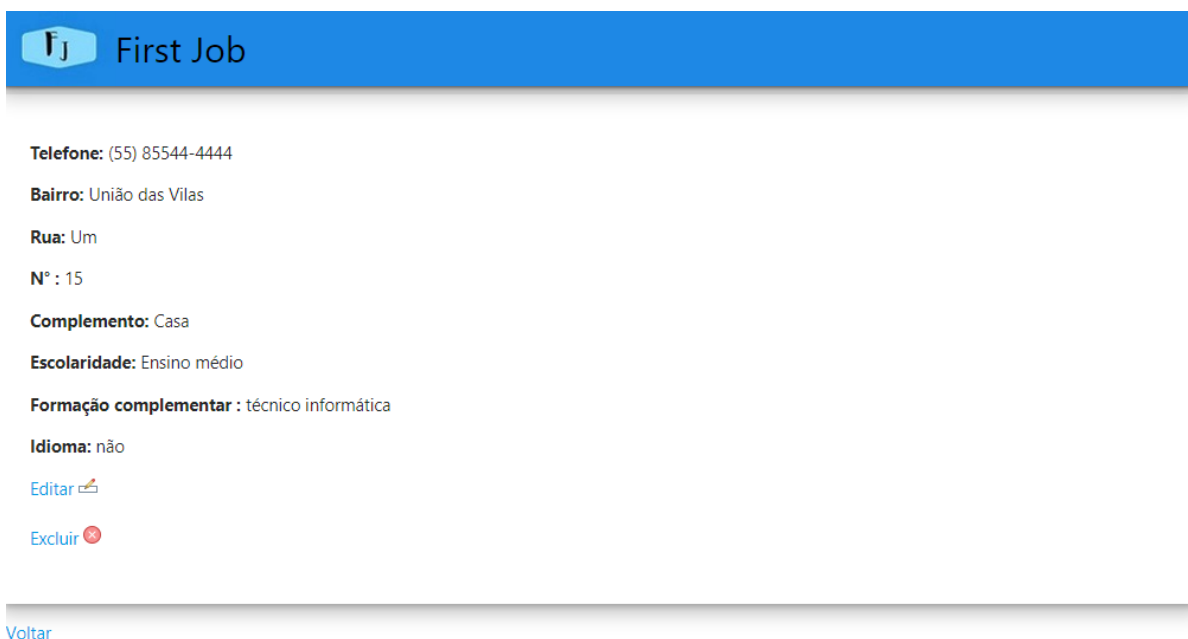 FJ First Job
Telefone: (55) 85544-4444
Bairro: União das Vilas
Rua: Um
N° : 15
Complemento: Casa
Escolaridade: Ensino médio
Formação complementar : técnico informática
Idioma: não
Editar
Excluir
Voltar